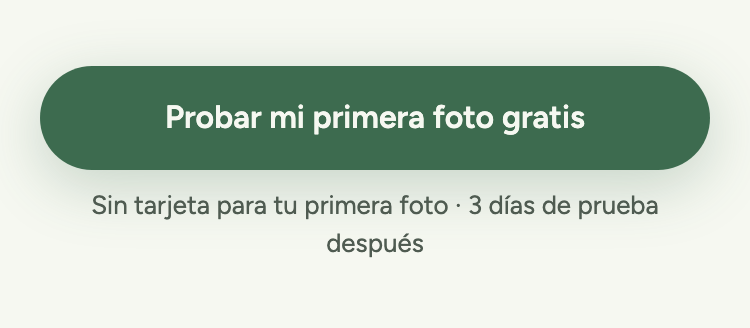 Probar mi primera foto gratis
Sin tarjeta para tu primera foto · 3 días de prueba
después